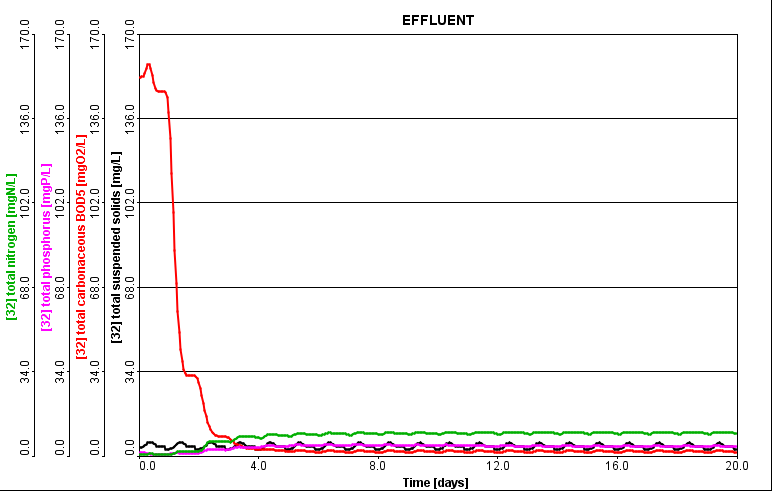 EFFLUENT
[32] total nitrogen [mgN/L]
0.0 34.0 68.0 102.0 136.0 170.0
[32] total phosphorus [mgP/L]
0.0 34.0 68.0 102.0 136.0 170.0
[32] total carbonaceous BOD5 [mgO2/L]
0.0 34.0 68.0 102.0 136.0 170.0
[32] total suspended solids [mg/L]
0.0 34.0 68.0 102.0 136.0 170.0
0.0 4.0 8.0 12.0 16.0 20.0
Time [days]